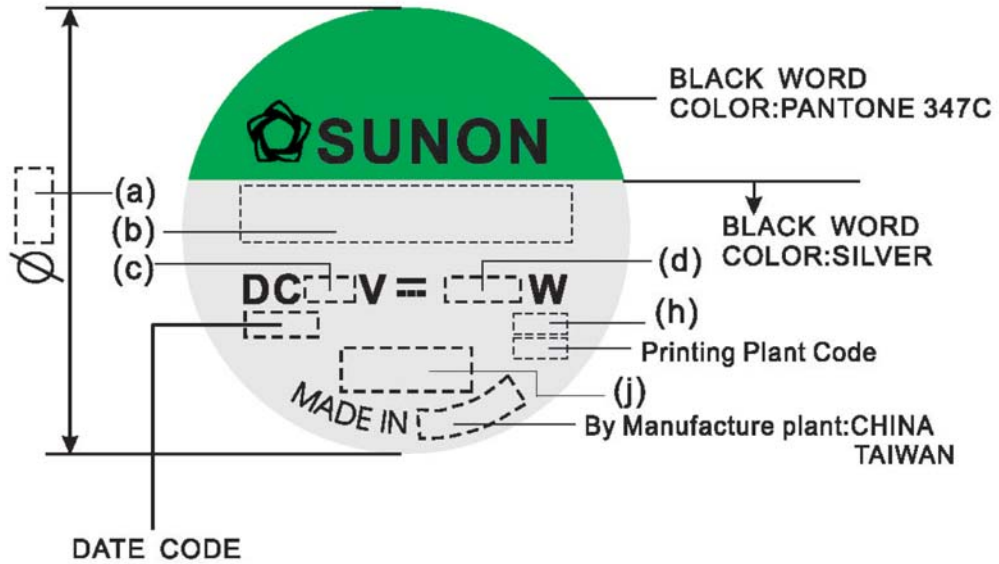 BLACK WORD
COLOR:PANTONE 347C
SUNON
(a)
(b)
BLACK WORD
COLOR:SILVER
(c)
(d)
DC V W
(h)
Printing Plant Code
Ø
(j)
MADE IN
By Manufacture plant:CHINA
TAIWAN
DATE CODE